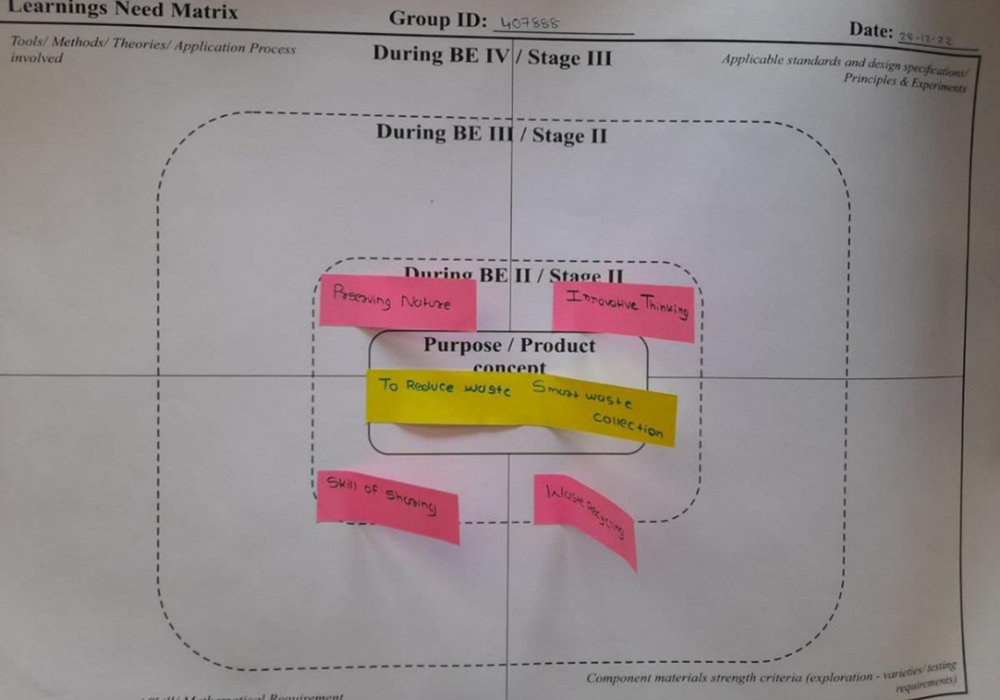 Learnings Need Matrix
Group ID: 407888
Date: 28-12-22
Tools/ Methods/ Theories/ Application Process
involved
During BE IV / Stage III
Applicable standards and design specifications/
Principles & Experiments
During BE III / Stage II
During BE II / Stage II
Preserving Nature
Innovative Thinking
Purpose / Product
concept
To Reduce waste
Smart waste
collection
Skill of Sharing
Waste Recycling
Component materials strength criteria (exploration - varieties/ testing
requirements)
Mathematical Requirement